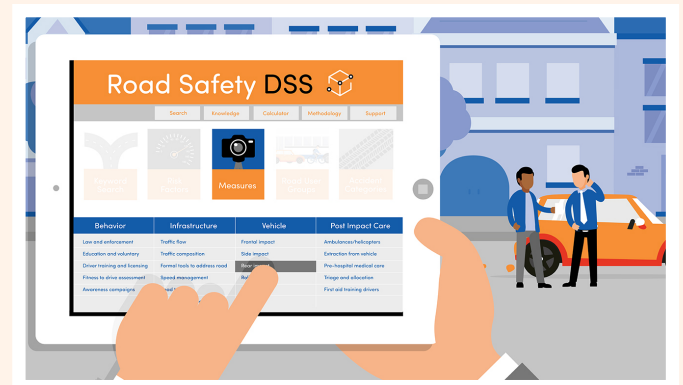 Road Safety DSS
Search Knowledge Calculator Methodology Support
Measures
Behavior Infrastructure Vehicle Post Impact Care
Law and enforcement Traffic flow Frontal impact Ambulances/helicopters
Education and voluntary Traffic composition Side impact Extraction from vehicle
Driver training and licensing Formal tools to address road Rear Pre-hospital medical care
Fitness to drive assessment Speed management Triage and allocation
Awareness campaigns First aid training drivers